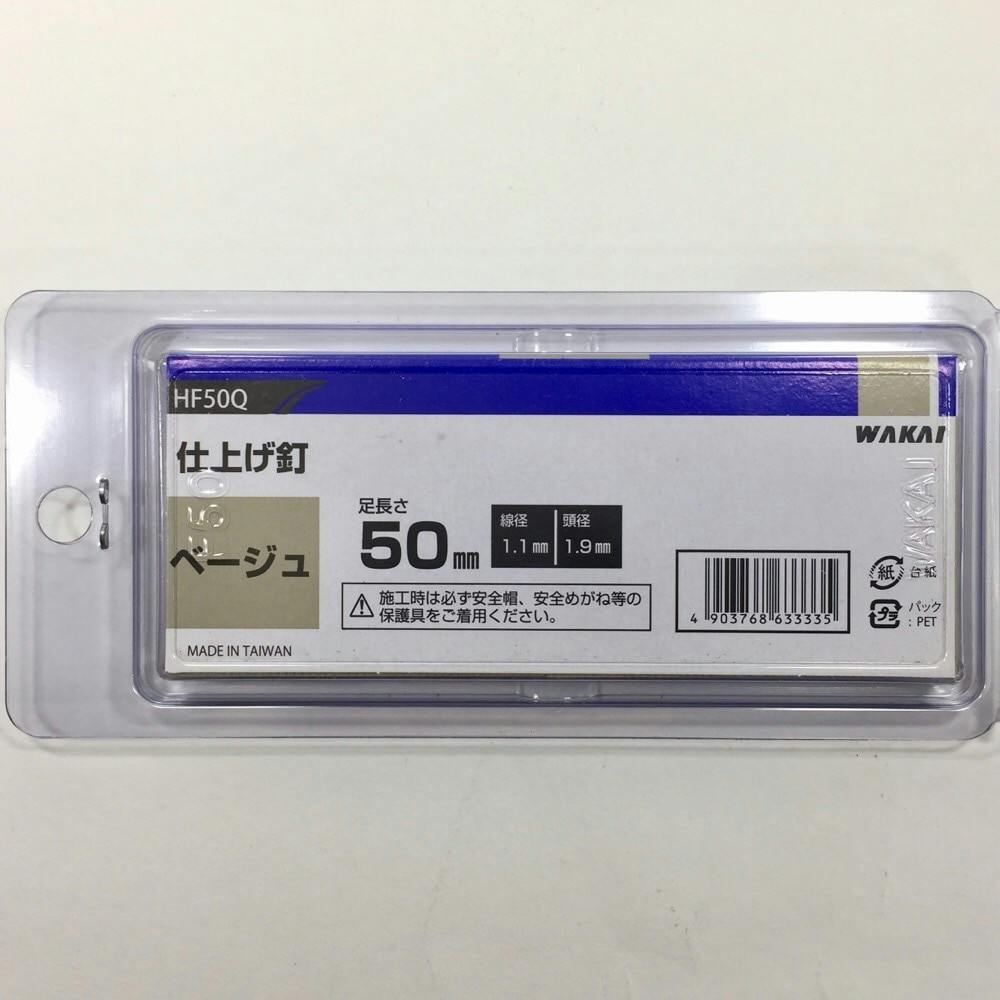 HF50Q
WAKAI
仕上げ釘
ベージュ
足長さ
50mm
線径
1.1mm
頭径
1.9mm
施工時は必ず安全帽、安全めがね等の
保護具をご着用ください。
4 903768 633335
紙 台紙
プラ パック
: PET
MADE IN TAIWAN
F50
WAKAI